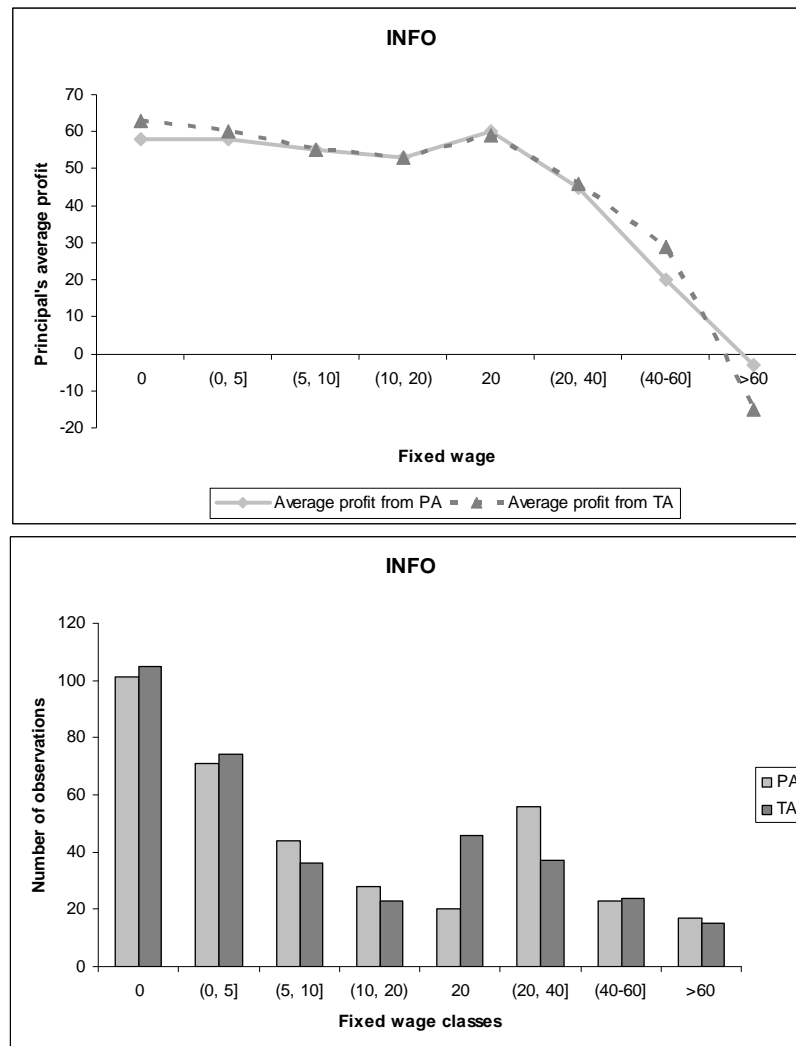 INFO
Principal's average profit
70
60
50
40
30
20
10
0
-10
-20
0 (0, 5] (5, 10] (10, 20) 20 (20, 40] (40-60] >60
Fixed wage
Average profit from PA Average profit from TA
INFO
Number of observations
120
100
80
60
40
20
0
PA
TA
0 (0, 5] (5, 10] (10, 20) 20 (20, 40] (40-60] >60
Fixed wage classes